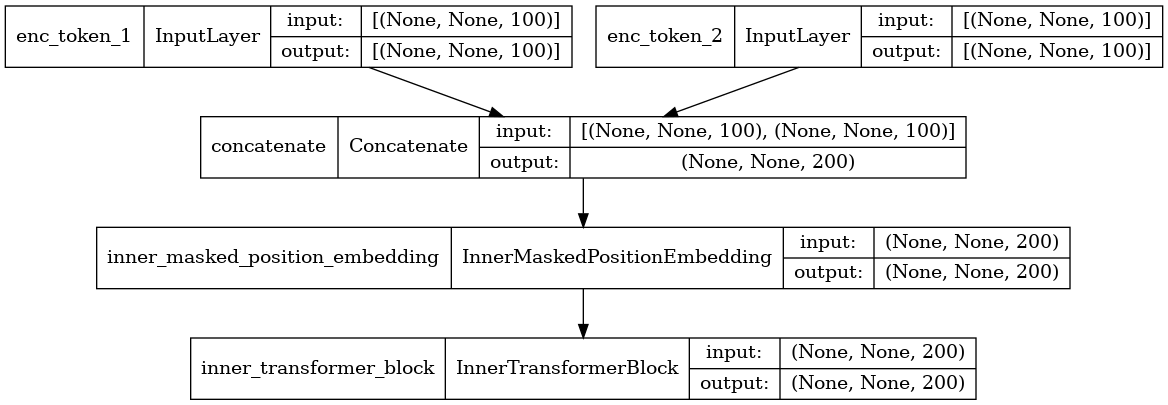 enc_token_1 InputLayer input: [(None, None, 100)] output: [(None, None, 100)]
enc_token_2 InputLayer input: [(None, None, 100)] output: [(None, None, 100)]
concatenate Concatenate input: [(None, None, 100), (None, None, 100)] output: (None, None, 200)
inner_masked_position_embedding InnerMaskedPositionEmbedding input: (None, None, 200) output: (None, None, 200)
inner_transformer_block InnerTransformerBlock input: (None, None, 200) output: (None, None, 200)